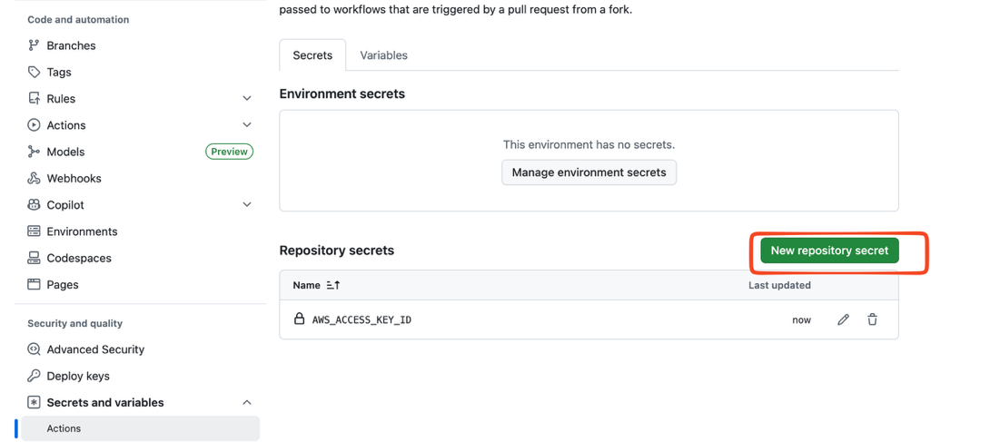 Code and automation
Branches
Tags
Rules
Actions
Models
Preview
Webhooks
Copilot
Environments
Codespaces
Pages
Security and quality
Advanced Security
Deploy keys
Secrets and variables
Actions
passed to workflows that are triggered by a pull request from a fork.
Secrets
Variables
Environment secrets
This environment has no secrets.
Manage environment secrets
Repository secrets
New repository secret
Name
Last updated
AWS_ACCESS_KEY_ID
now